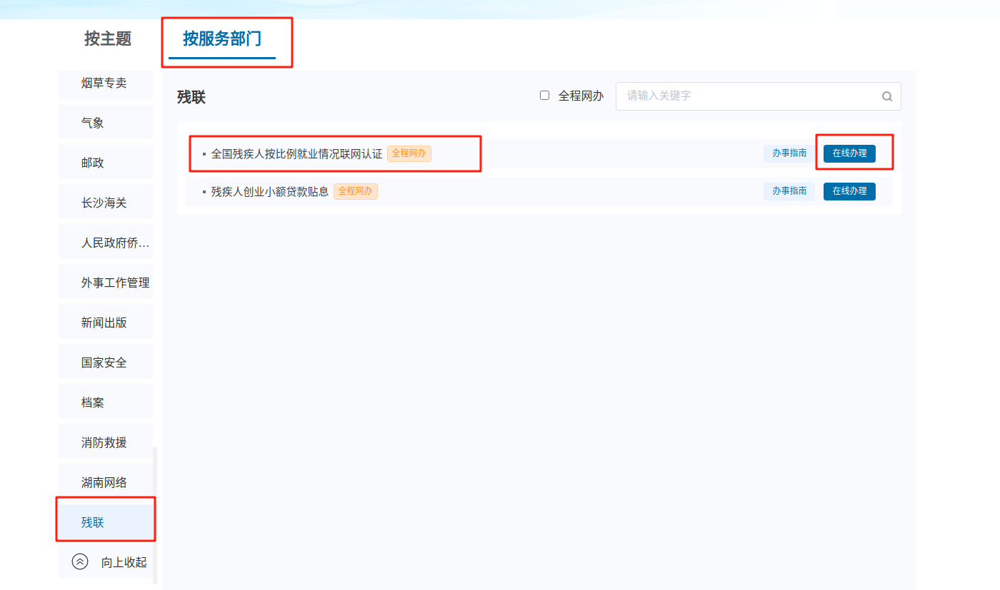 按主题
按服务部门
烟草专卖
气象
邮政
长沙海关
人民政府侨...
外事工作管理
新闻出版
国家安全
档案
消防救援
湖南网络
残联
向上收起
残联
全程网办
请输入关键字
全国残疾人按比例就业情况联网认证 全程网办 办事指南 在线办理
残疾人创业小额贷款贴息 全程网办 办事指南 在线办理